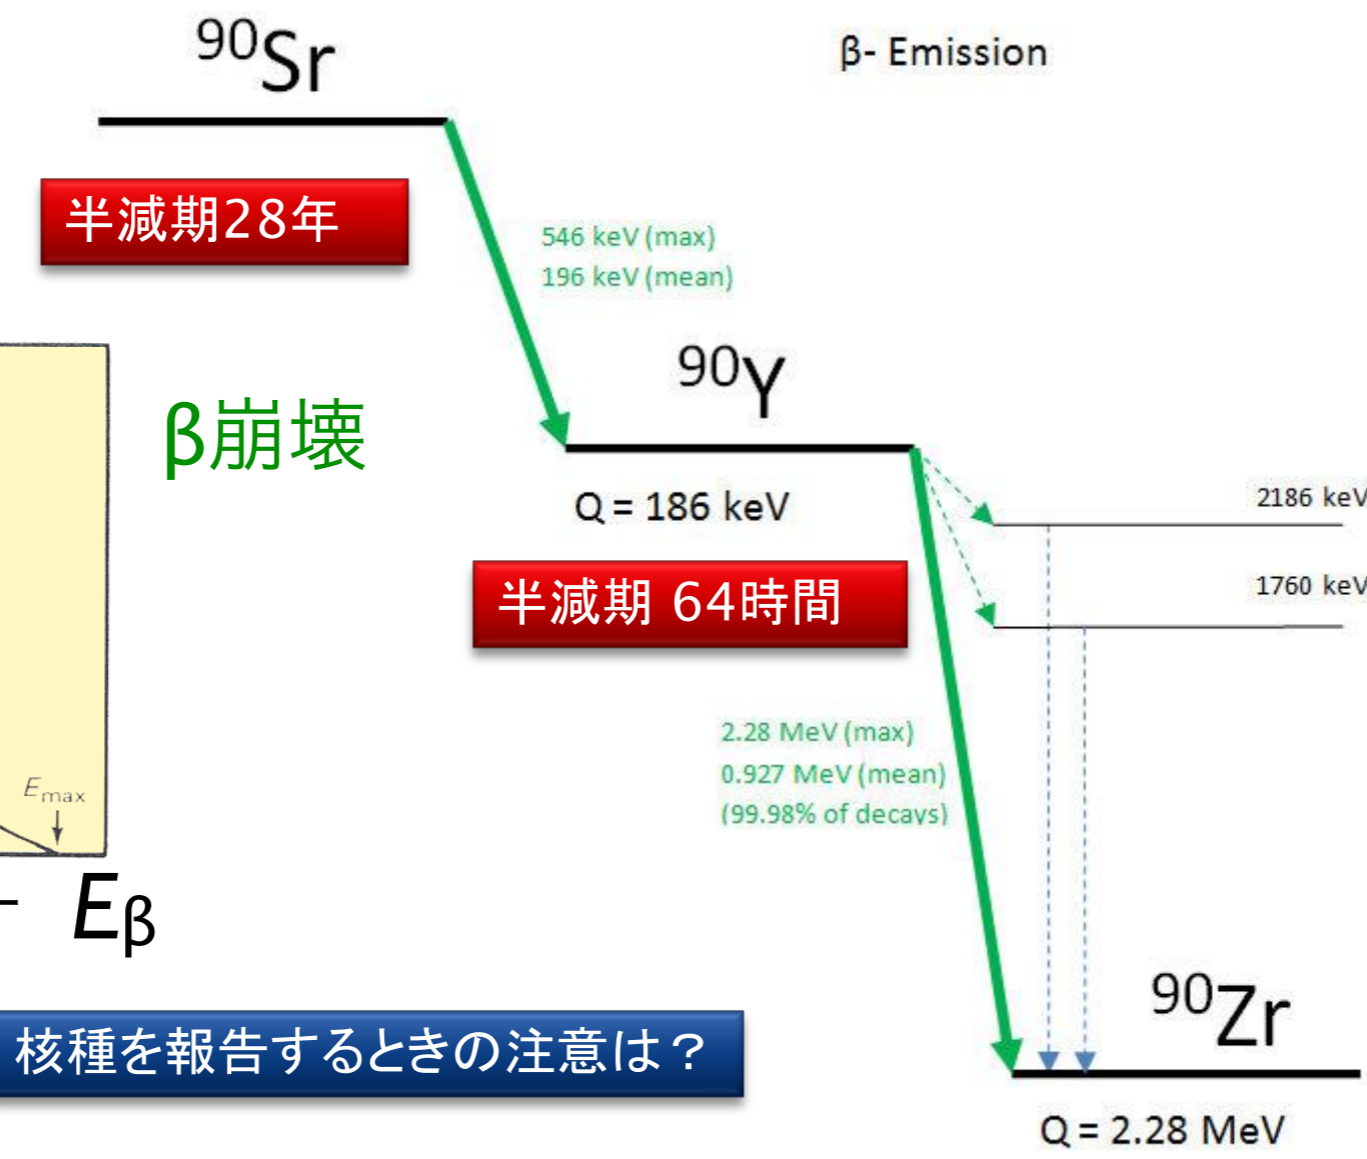 ⁹⁰Sr
β- Emission
半減期28年
546 keV (max)
196 keV (mean)
β崩壊
⁹⁰Y
Q = 186 keV
2186 keV
半減期 64時間
1760 keV
2.28 MeV (max)
0.927 MeV (mean)
(99.98% of decays)
Emax
Eβ
核種を報告するときの注意は？
⁹⁰Zr
Q = 2.28 MeV